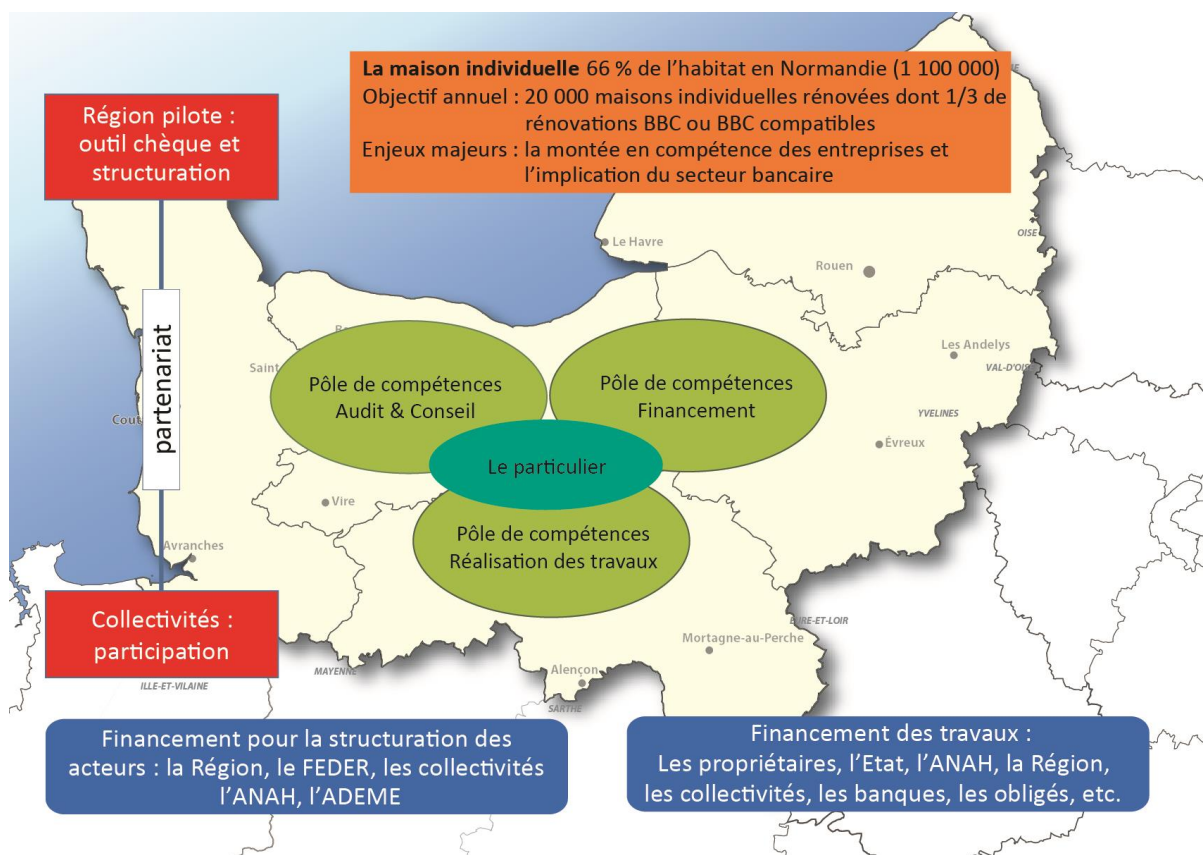 La maison individuelle 66 % de l'habitat en Normandie (1 100 000)
Objectif annuel : 20 000 maisons individuelles rénovées dont 1/3 de
rénovations BBC ou BBC compatibles
Enjeux majeurs : la montée en compétence des entreprises et
l'implication du secteur bancaire
Région pilote :
outil chèque et
structuration
partenariat
Collectivités :
participation
Le Havre
Rouen
OISE
Les Andelys
VAL-D'OISE
YVELINES
Évreux
Saint
Pôle de compétences
Audit & Conseil
Pôle de compétences
Financement
Le particulier
Vire
Pôle de compétences
Réalisation des travaux
Avranches
EURE-ET-LOIR
Mortagne-au-Perche
MAYENNE
Alençon
ILLE-ET-VILAINE
SARTHE
Financement pour la structuration des
acteurs : la Région, le FEDER, les collectivités
l'ANAH, l'ADEME
Financement des travaux :
Les propriétaires, l'Etat, l'ANAH, la Région,
les collectivités, les banques, les obligés, etc.